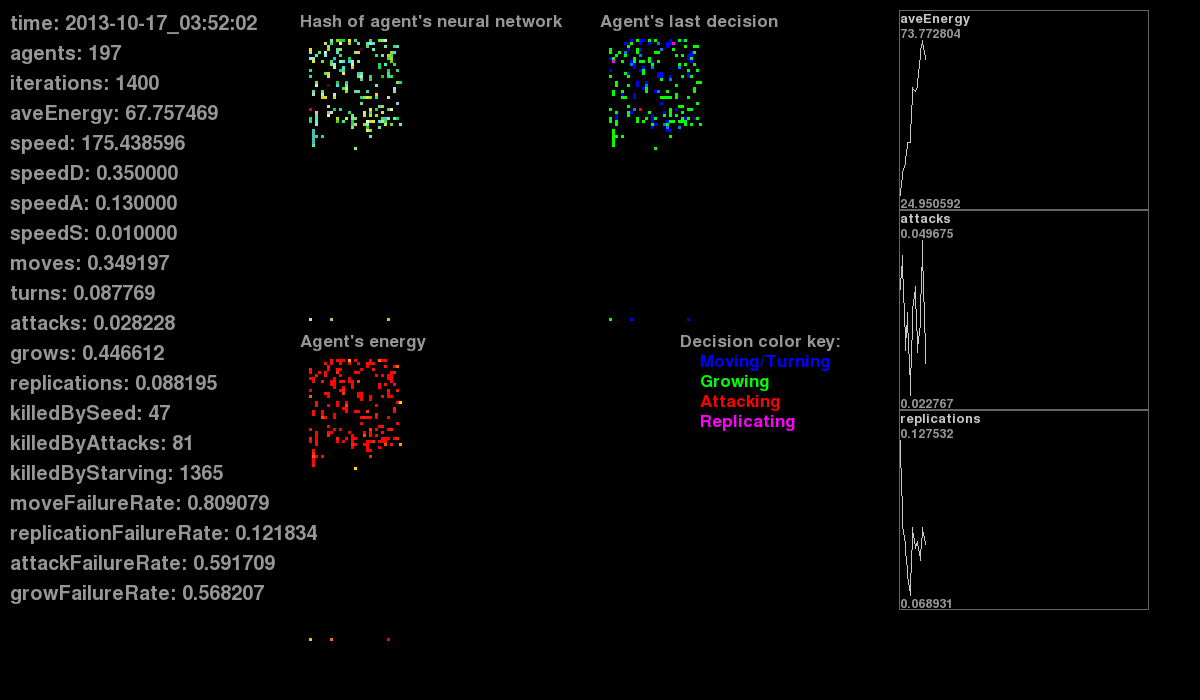 time: 2013-10-17_03:52:02
agents: 197
iterations: 1400
aveEnergy: 67.757469
speed: 175.438596
speedD: 0.350000
speedA: 0.130000
speedS: 0.010000
moves: 0.349197
turns: 0.087769
attacks: 0.028228
grows: 0.446612
replications: 0.088195
killedBySeed: 47
killedByAttacks: 81
killedByStarving: 1365
moveFailureRate: 0.809079
replicationFailureRate: 0.121834
attackFailureRate: 0.591709
growFailureRate: 0.568207
Hash of agent's neural network
Agent's last decision
Agent's energy
Decision color key:
Moving/Turning
Growing
Attacking
Replicating
aveEnergy
73.772804
24.950592
attacks
0.049675
0.022767
replications
0.127532
0.068931